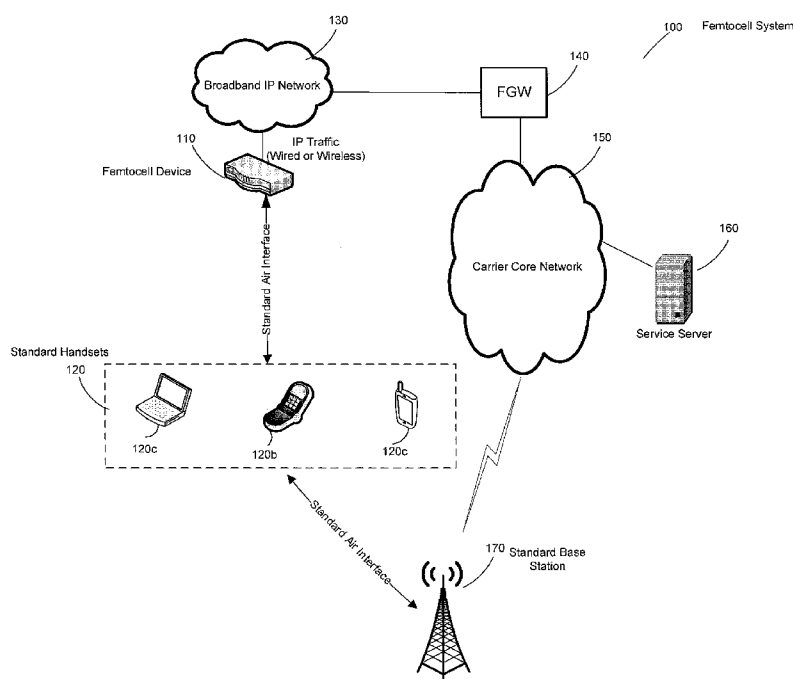 130
100
Femtocell System
140
Broadband IP Network
FGW
110
IP Traffic
(Wired or Wireless)
150
Femtocell Device
160
Standard Air Interface
Carrier Core Network
Service Server
Standard Handsets
120
120c
120b
120c
Standard Air Interface
170
Standard Base
Station